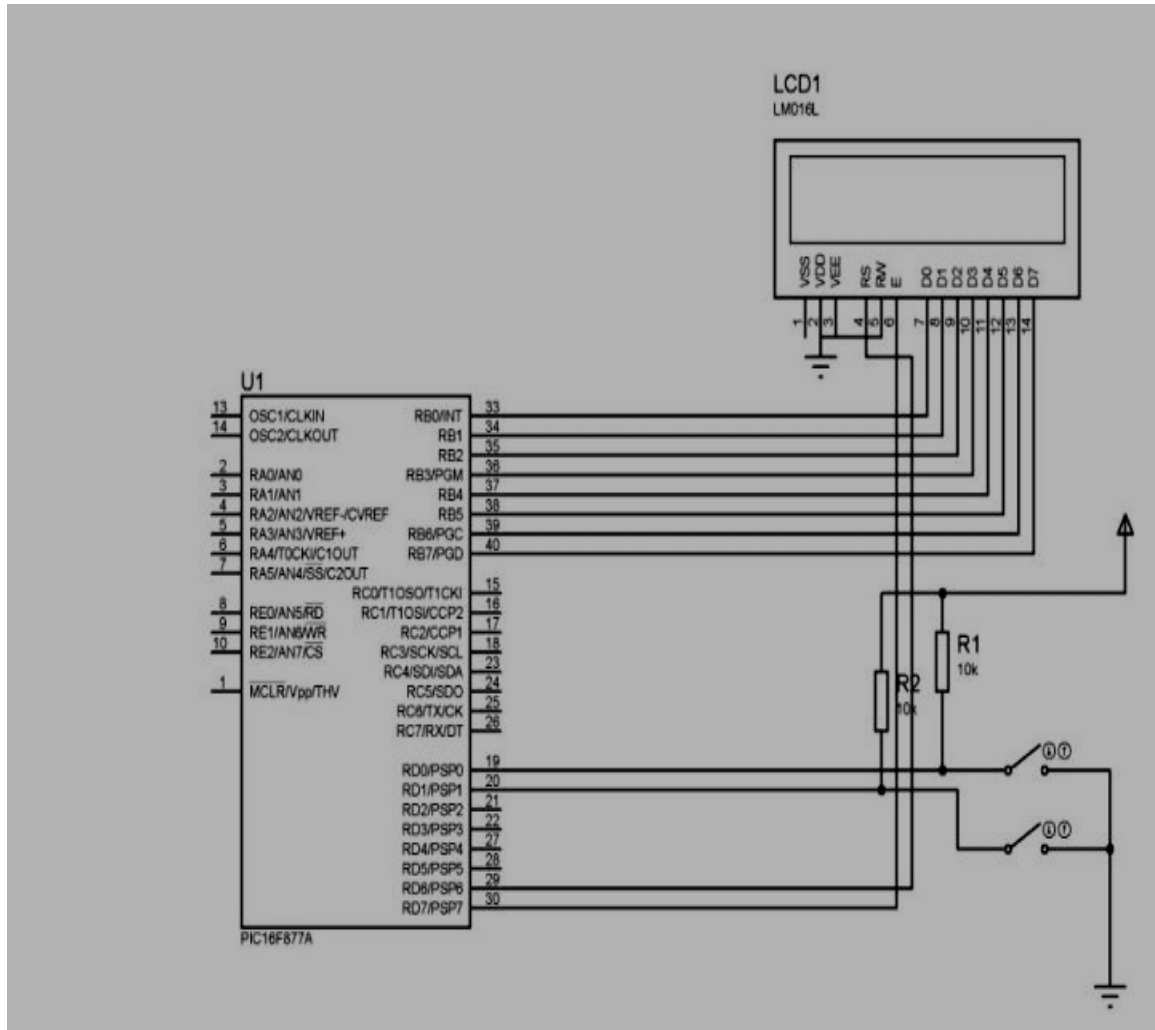 LCD1
LM016L
VSS
VDD
VEE
RS
RW
E
D0
D1
D2
D3
D4
D5
D6
D7
1
2
3
4
5
6
7
8
9
10
11
12
13
14
U1
13 OSC1/CLKIN RB0/INT 33
14 OSC2/CLKOUT RB1 34
RB2 35
2 RA0/AN0 RB3/PGM 36
3 RA1/AN1 RB4 37
4 RA2/AN2/VREF-/CVREF RB5 38
5 RA3/AN3/VREF+ RB6/PGC 39
6 RA4/T0CKI/C1OUT RB7/PGD 40
7 RA5/AN4/SS/C2OUT
RC0/T1OSO/T1CKI 15
8 RE0/AN5/RD RC1/T1OSI/CCP2 16
9 RE1/AN6/WR RC2/CCP1 17
10 RE2/AN7/CS RC3/SCK/SCL 18
RC4/SDI/SDA 23
1 MCLR/Vpp/THV RC5/SDO 24
RC6/TX/CK 25
RC7/RX/DT 26
R1
10k
R2
10k
RD0/PSP0 19
RD1/PSP1 20
RD2/PSP2 21
RD3/PSP3 22
RD4/PSP4 27
RD5/PSP5 28
RD6/PSP6 29
RD7/PSP7 30
PIC16F877A